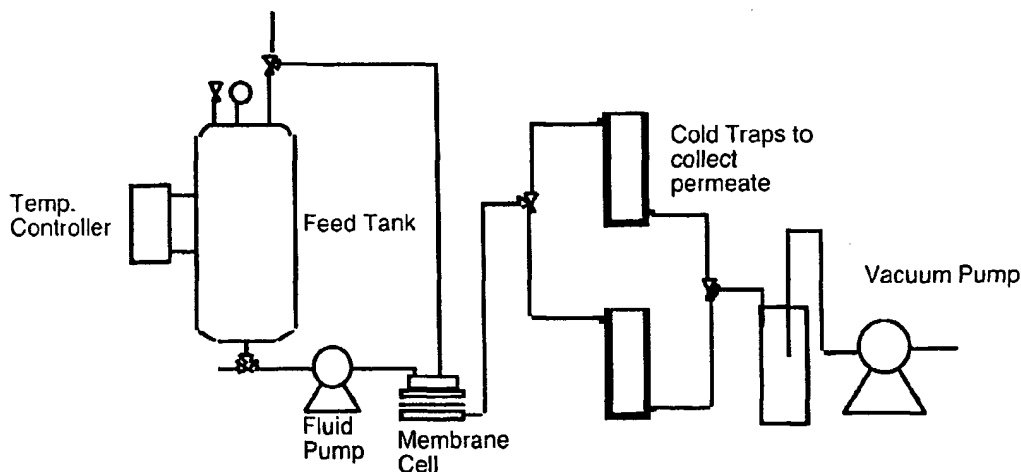 Temp.
Controller
Feed Tank
Fluid
Pump
Membrane
Cell
Cold Traps to
collect
permeate
Vacuum Pump